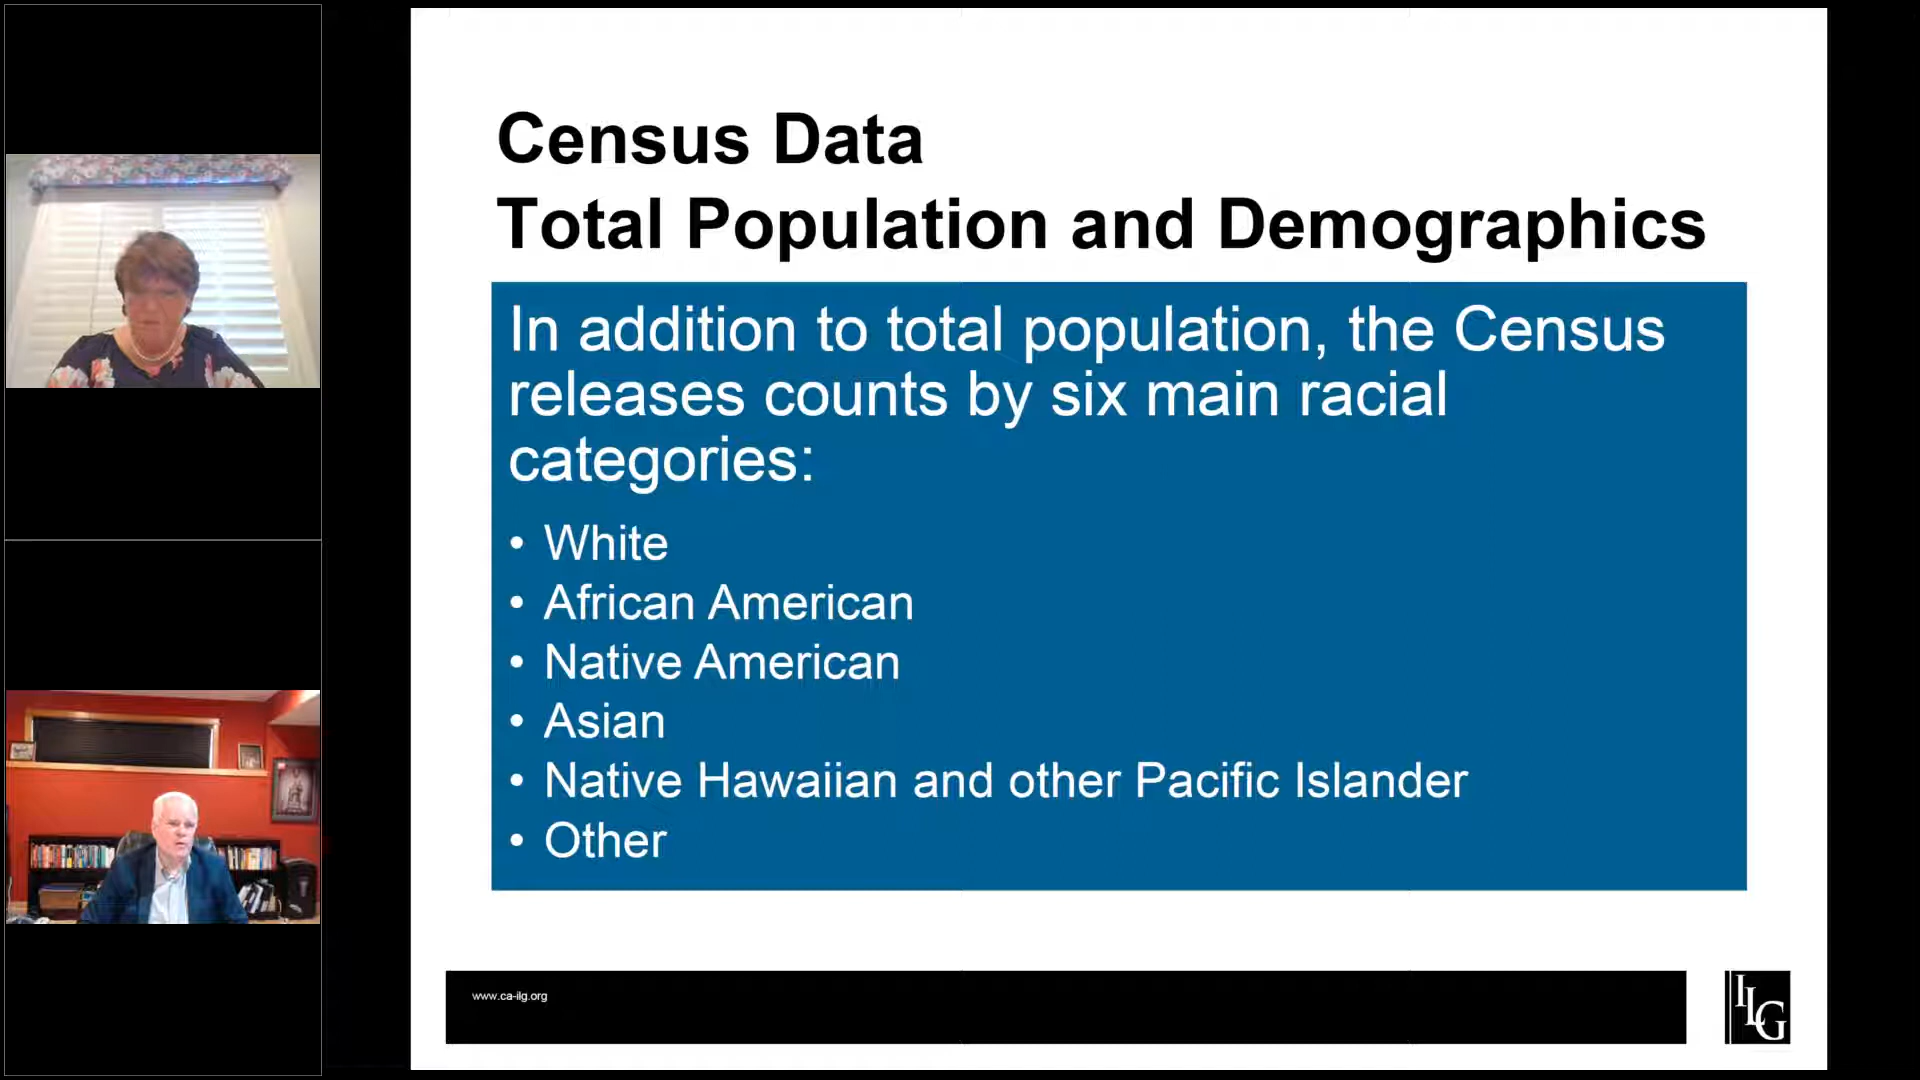 Census Data
Total Population and Demographics
In addition to total population, the Census
releases counts by six main racial
categories:
• White
• African American
• Native American
• Asian
• Native Hawaiian and other Pacific Islander
• Other
www.ca-ilg.org
ILG